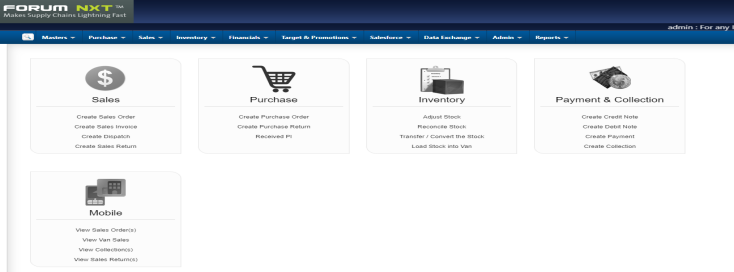 FORUM NXT ™
Makes Supply Chains Lightning Fast
admin : For any
Masters Purchase Sales Inventory Financials Target & Promotions Salesforce Data Exchange Admin Reports
Sales
Create Sales Order
Create Sales Invoice
Create Dispatch
Create Sales Return
Purchase
Create Purchase Order
Create Purchase Return
Received PI
Inventory
Adjust Stock
Reconcile Stock
Transfer / Convert the Stock
Load Stock into Van
Payment & Collection
Create Credit Note
Create Debit Note
Create Payment
Create Collection
Mobile
View Sales Order(s)
View Van Sales
View Collection(s)
View Sales Return(s)